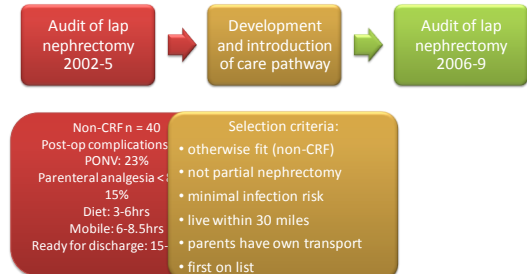 Audit of lap
nephrectomy
2002-5
Development
and introduction
of care pathway
Audit of lap
nephrectomy
2006-9
Non-CRF n = 40
Post-op complications
PONV: 23%
Parenteral analgesia <
15%
Diet: 3-6hrs
Mobile: 6-8.5hrs
Ready for discharge: 15-
Selection criteria:
• otherwise fit (non-CRF)
• not partial nephrectomy
• minimal infection risk
• live within 30 miles
• parents have own transport
• first on list